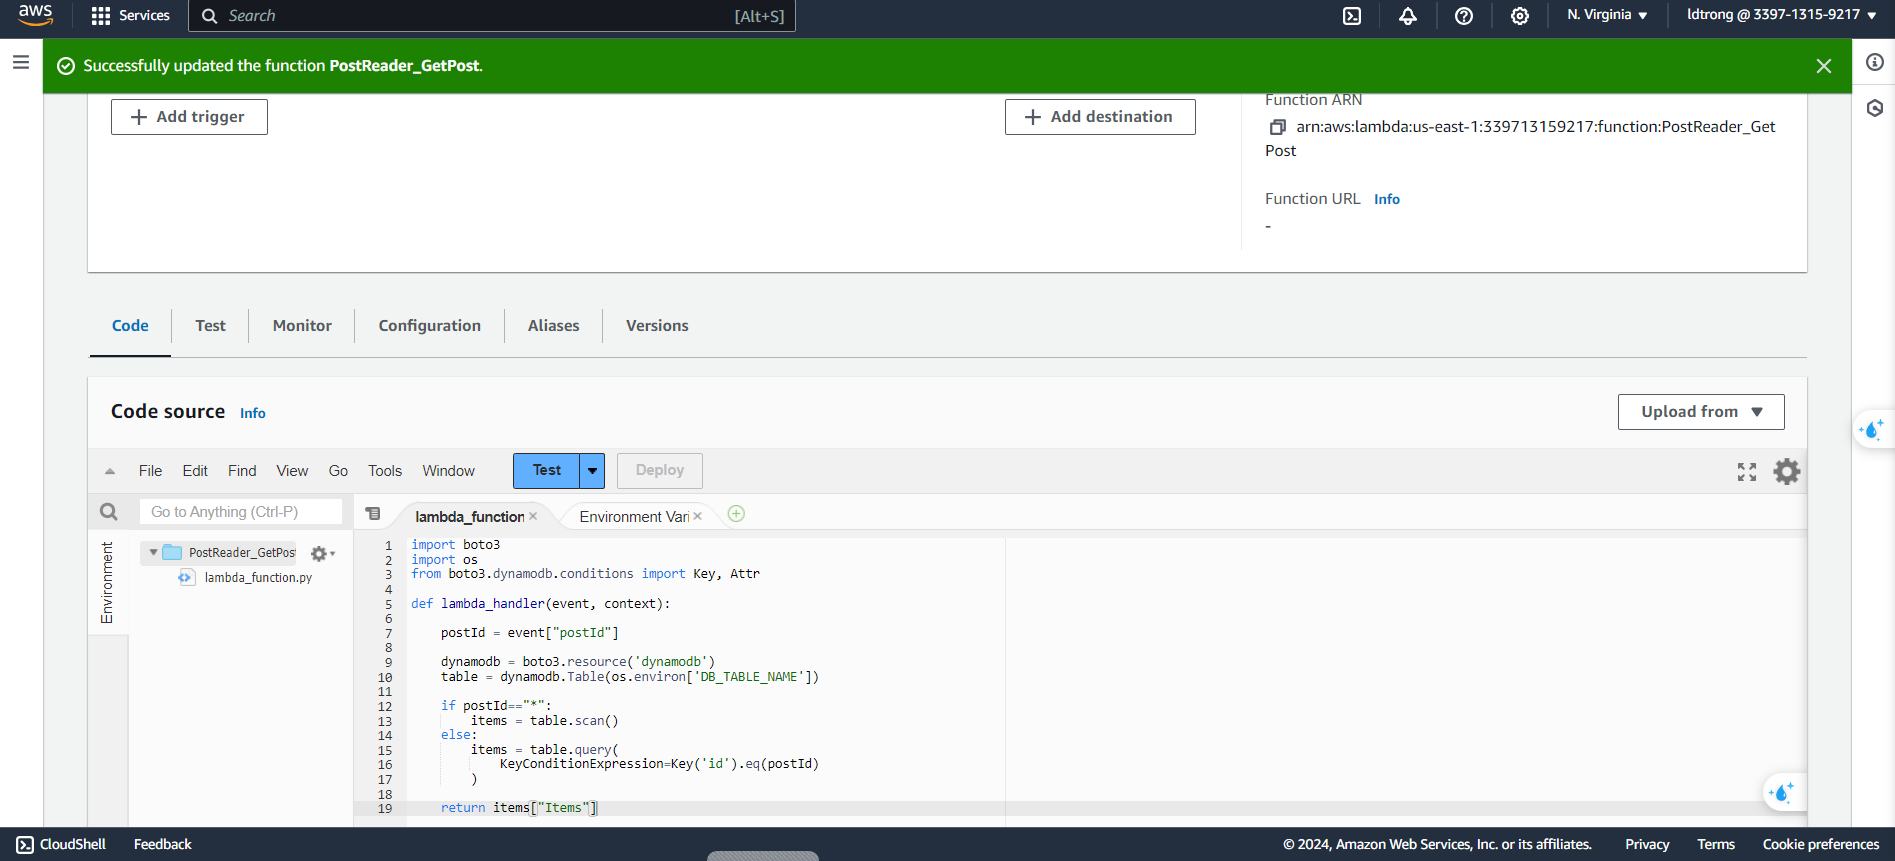 aws
Services
Search
[Alt+S]
N. Virginia
ldtrong @ 3397-1315-9217
Successfully updated the function PostReader_GetPost.
Add trigger
Add destination
Function ARN
arn:aws:lambda:us-east-1:339713159217:function:PostReader_Get
Post
Function URL Info
-
Code
Test
Monitor
Configuration
Aliases
Versions
Code source Info
Upload from
File Edit Find View Go Tools Window
Test
Deploy
Go to Anything (Ctrl-P)
lambda_function
Environment Vari
Environment
PostReader_GetPost
lambda_function.py
1 import boto3
2 import os
3 from boto3.dynamodb.conditions import Key, Attr
4
5 def lambda_handler(event, context):
6
7 postId = event["postId"]
8
9 dynamodb = boto3.resource('dynamodb')
10 table = dynamodb.Table(os.environ['DB_TABLE_NAME'])
11
12 if postId=="*":
13 items = table.scan()
14 else:
15 items = table.query(
16 KeyConditionExpression=Key('id').eq(postId)
17 )
18
19 return items["Items"]
CloudShell
Feedback
© 2024, Amazon Web Services, Inc. or its affiliates.
Privacy
Terms
Cookie preferences